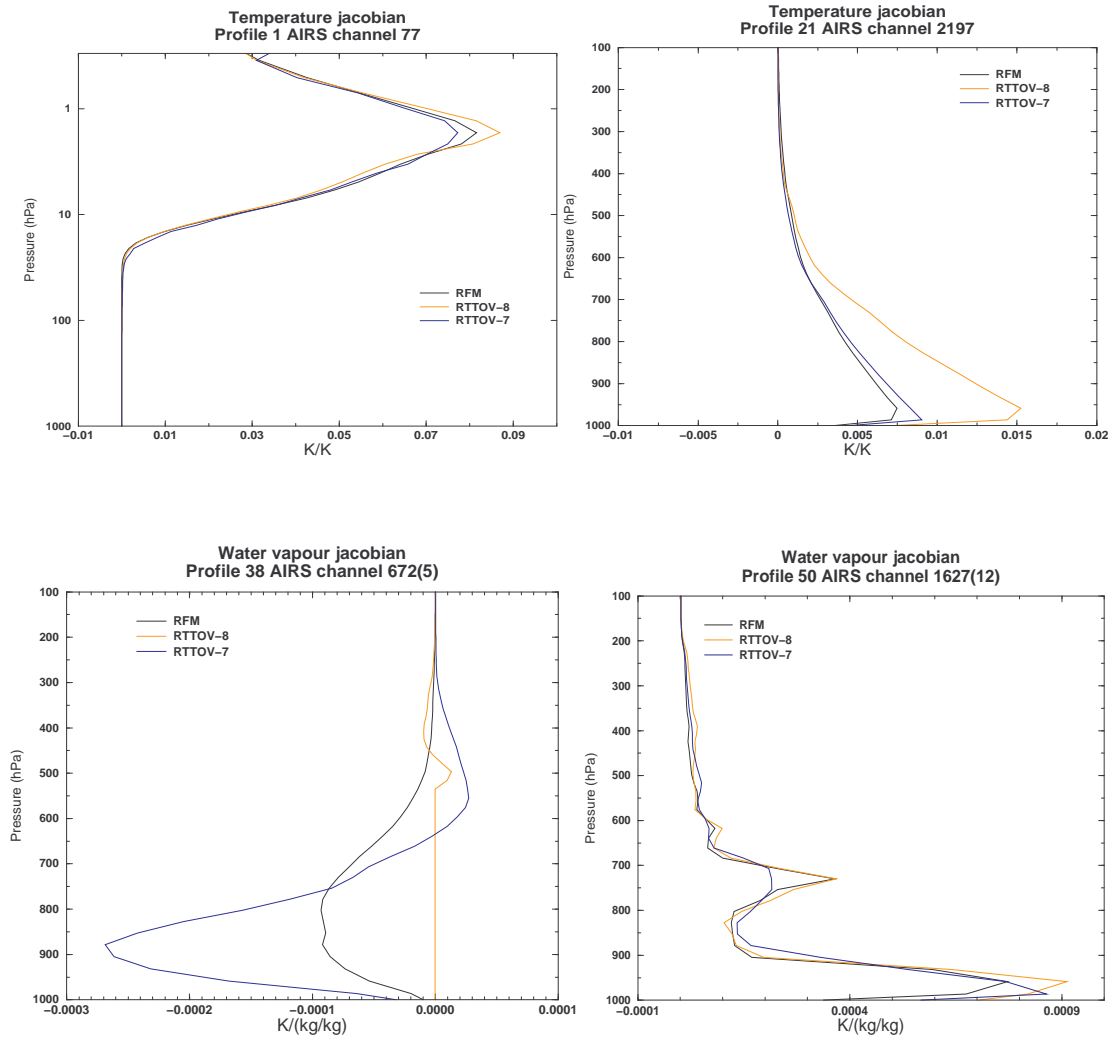 Temperature jacobian
Profile 1 AIRS channel 77
1
10
100
1000
Pressure (hPa)
RFM
RTTOV−8
RTTOV−7
−0.01
0.01
0.03
0.05
0.07
0.09
K/K
Temperature jacobian
Profile 21 AIRS channel 2197
100
200
300
400
500
600
700
800
900
1000
Pressure (hPa)
RFM
RTTOV−8
RTTOV−7
−0.01
−0.005
0
0.005
0.01
0.015
0.02
K/K
Water vapour jacobian
Profile 38 AIRS channel 672(5)
100
200
300
400
500
600
700
800
900
1000
Pressure (hPa)
RFM
RTTOV−8
RTTOV−7
−0.0003
−0.0002
−0.0001
0.0000
0.0001
K/(kg/kg)
Water vapour jacobian
Profile 50 AIRS channel 1627(12)
100
200
300
400
500
600
700
800
900
1000
Pressure (hPa)
RFM
RTTOV−8
RTTOV−7
−0.0001
0.0004
0.0009
K/(kg/kg)